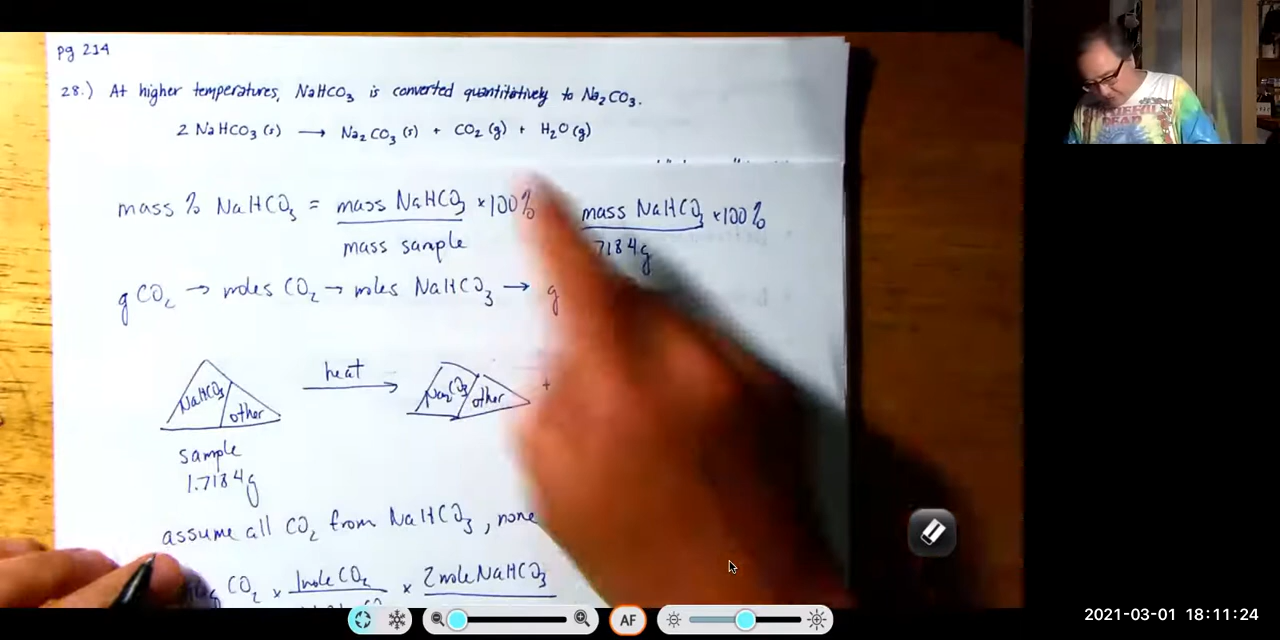 pg 214
28.) At higher temperatures, NaHCO₃ is converted quantitatively to Na₂CO₃.
2 NaHCO₃ (s) → Na₂CO₃ (s) + CO₂ (g) + H₂O (g)
mass % NaHCO₃ = mass NaHCO₃ × 100% mass NaHCO₃ × 100%
mass sample 7184g
g CO₂ → moles CO₂ → moles NaHCO₃ → g
NaHCO₃ other heat Na₂CO₃ other +
sample
1.7184g
assume all CO₂ from NaHCO₃, none
CO₂ × 1 mole CO₂ × 2 mole NaHCO₃
AF
DEAD
2021-03-01 18:11:24